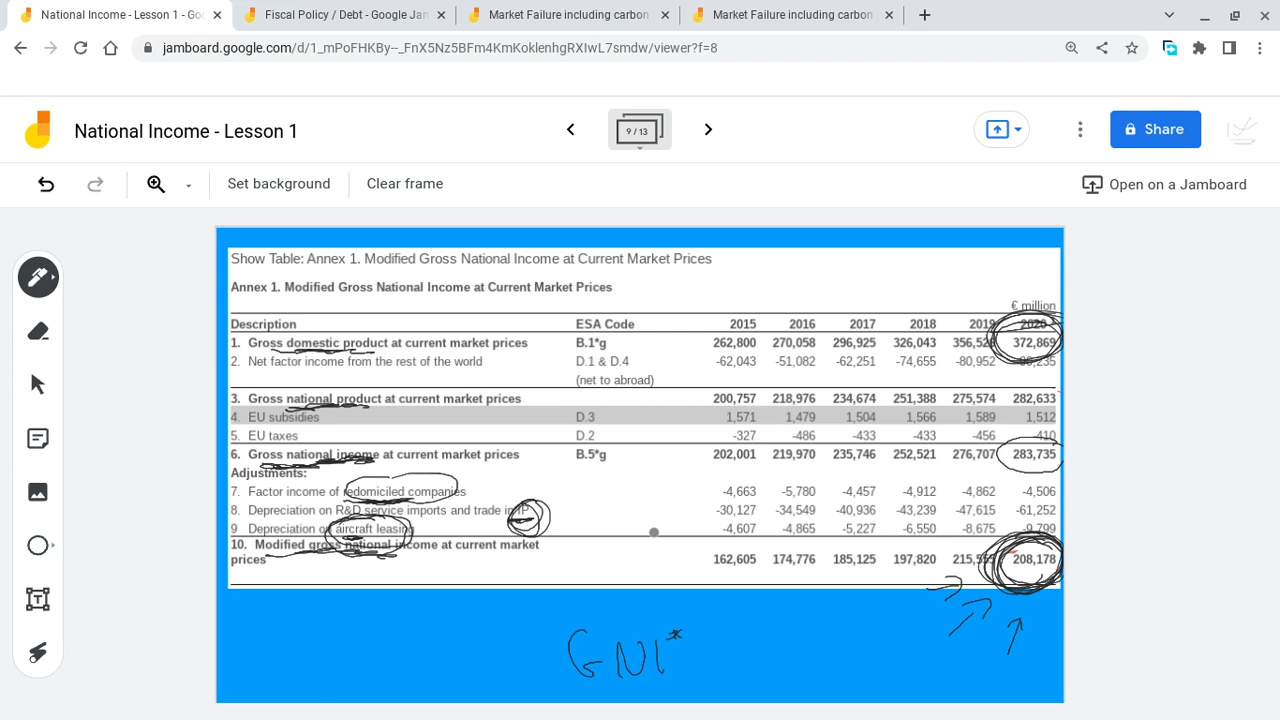 National Income - Lesson 1 - Goo
Fiscal Policy / Debt - Google Jam
Market Failure including carbon
Market Failure including carbon
jamboard.google.com/d/1_mPoFHKBy--_FnX5Nz5BFm4KmKoklenhgRXIwL7smdw/viewer?f=8
National Income - Lesson 1
9 / 13
Share
Set background
Clear frame
Open on a Jamboard
Show Table: Annex 1. Modified Gross National Income at Current Market Prices
Annex 1. Modified Gross National Income at Current Market Prices
€ million
Description ESA Code 2015 2016 2017 2018 2019 2020
1. Gross domestic product at current market prices B.1*g 262,800 270,058 296,925 326,043 372,869
2. Net factor income from the rest of the world D.1 & D.4 -62,043 -51,082 -62,251 -74,655 -80,952
(net to abroad)
3. Gross national product at current market prices 200,757 218,976 234,674 251,388 275,574 282,633
4. EU subsidies D.3 1,571 1,479 1,504 1,566 1,589 1,512
5. EU taxes D.2 -327 -486 -433 -433 -456 -410
6. Gross national income at current market prices B.5*g 202,001 219,970 235,746 252,521 276,707 283,735
Adjustments:
7. Factor income of redomiciled companies -4,663 -5,780 -4,457 -4,912 -4,862 -4,506
8. Depreciation on R&D service imports and trade in IP -30,127 -34,549 -40,936 -43,239 -47,615 -61,252
9 Depreciation on aircraft leasing -4,607 -4,865 -5,227 -6,550 -8,675 -9,799
10. Modified gross national income at current market
prices 162,605 174,776 185,125 197,820 208,178
GNI*